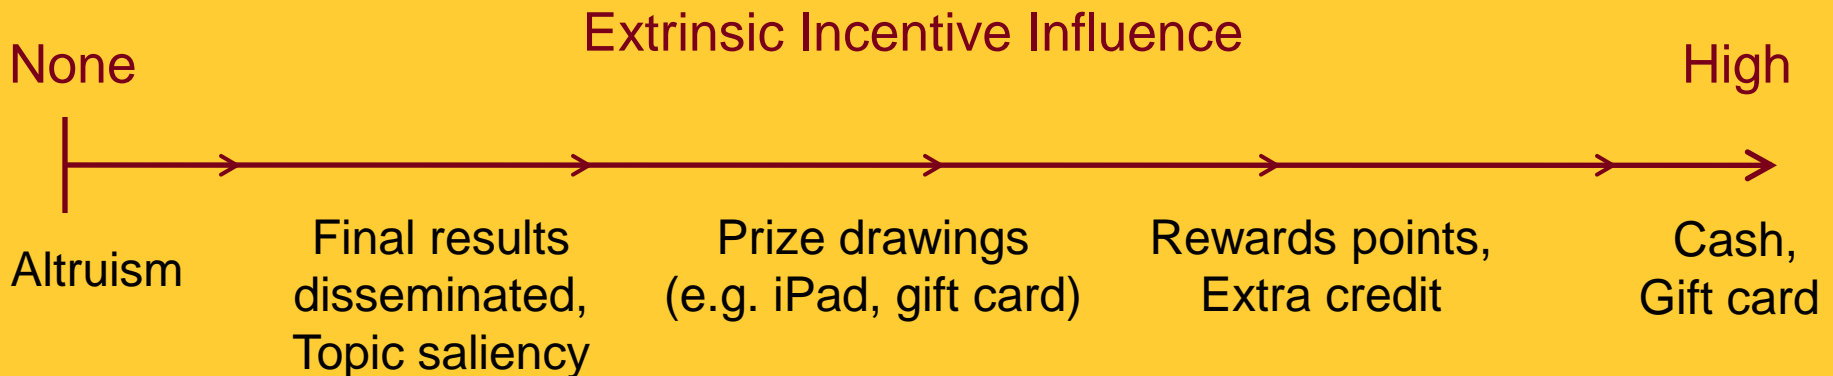 Extrinsic Incentive Influence
None
High
Altruism
Final results
disseminated,
Topic saliency
Prize drawings
(e.g. iPad, gift card)
Rewards points,
Extra credit
Cash,
Gift card